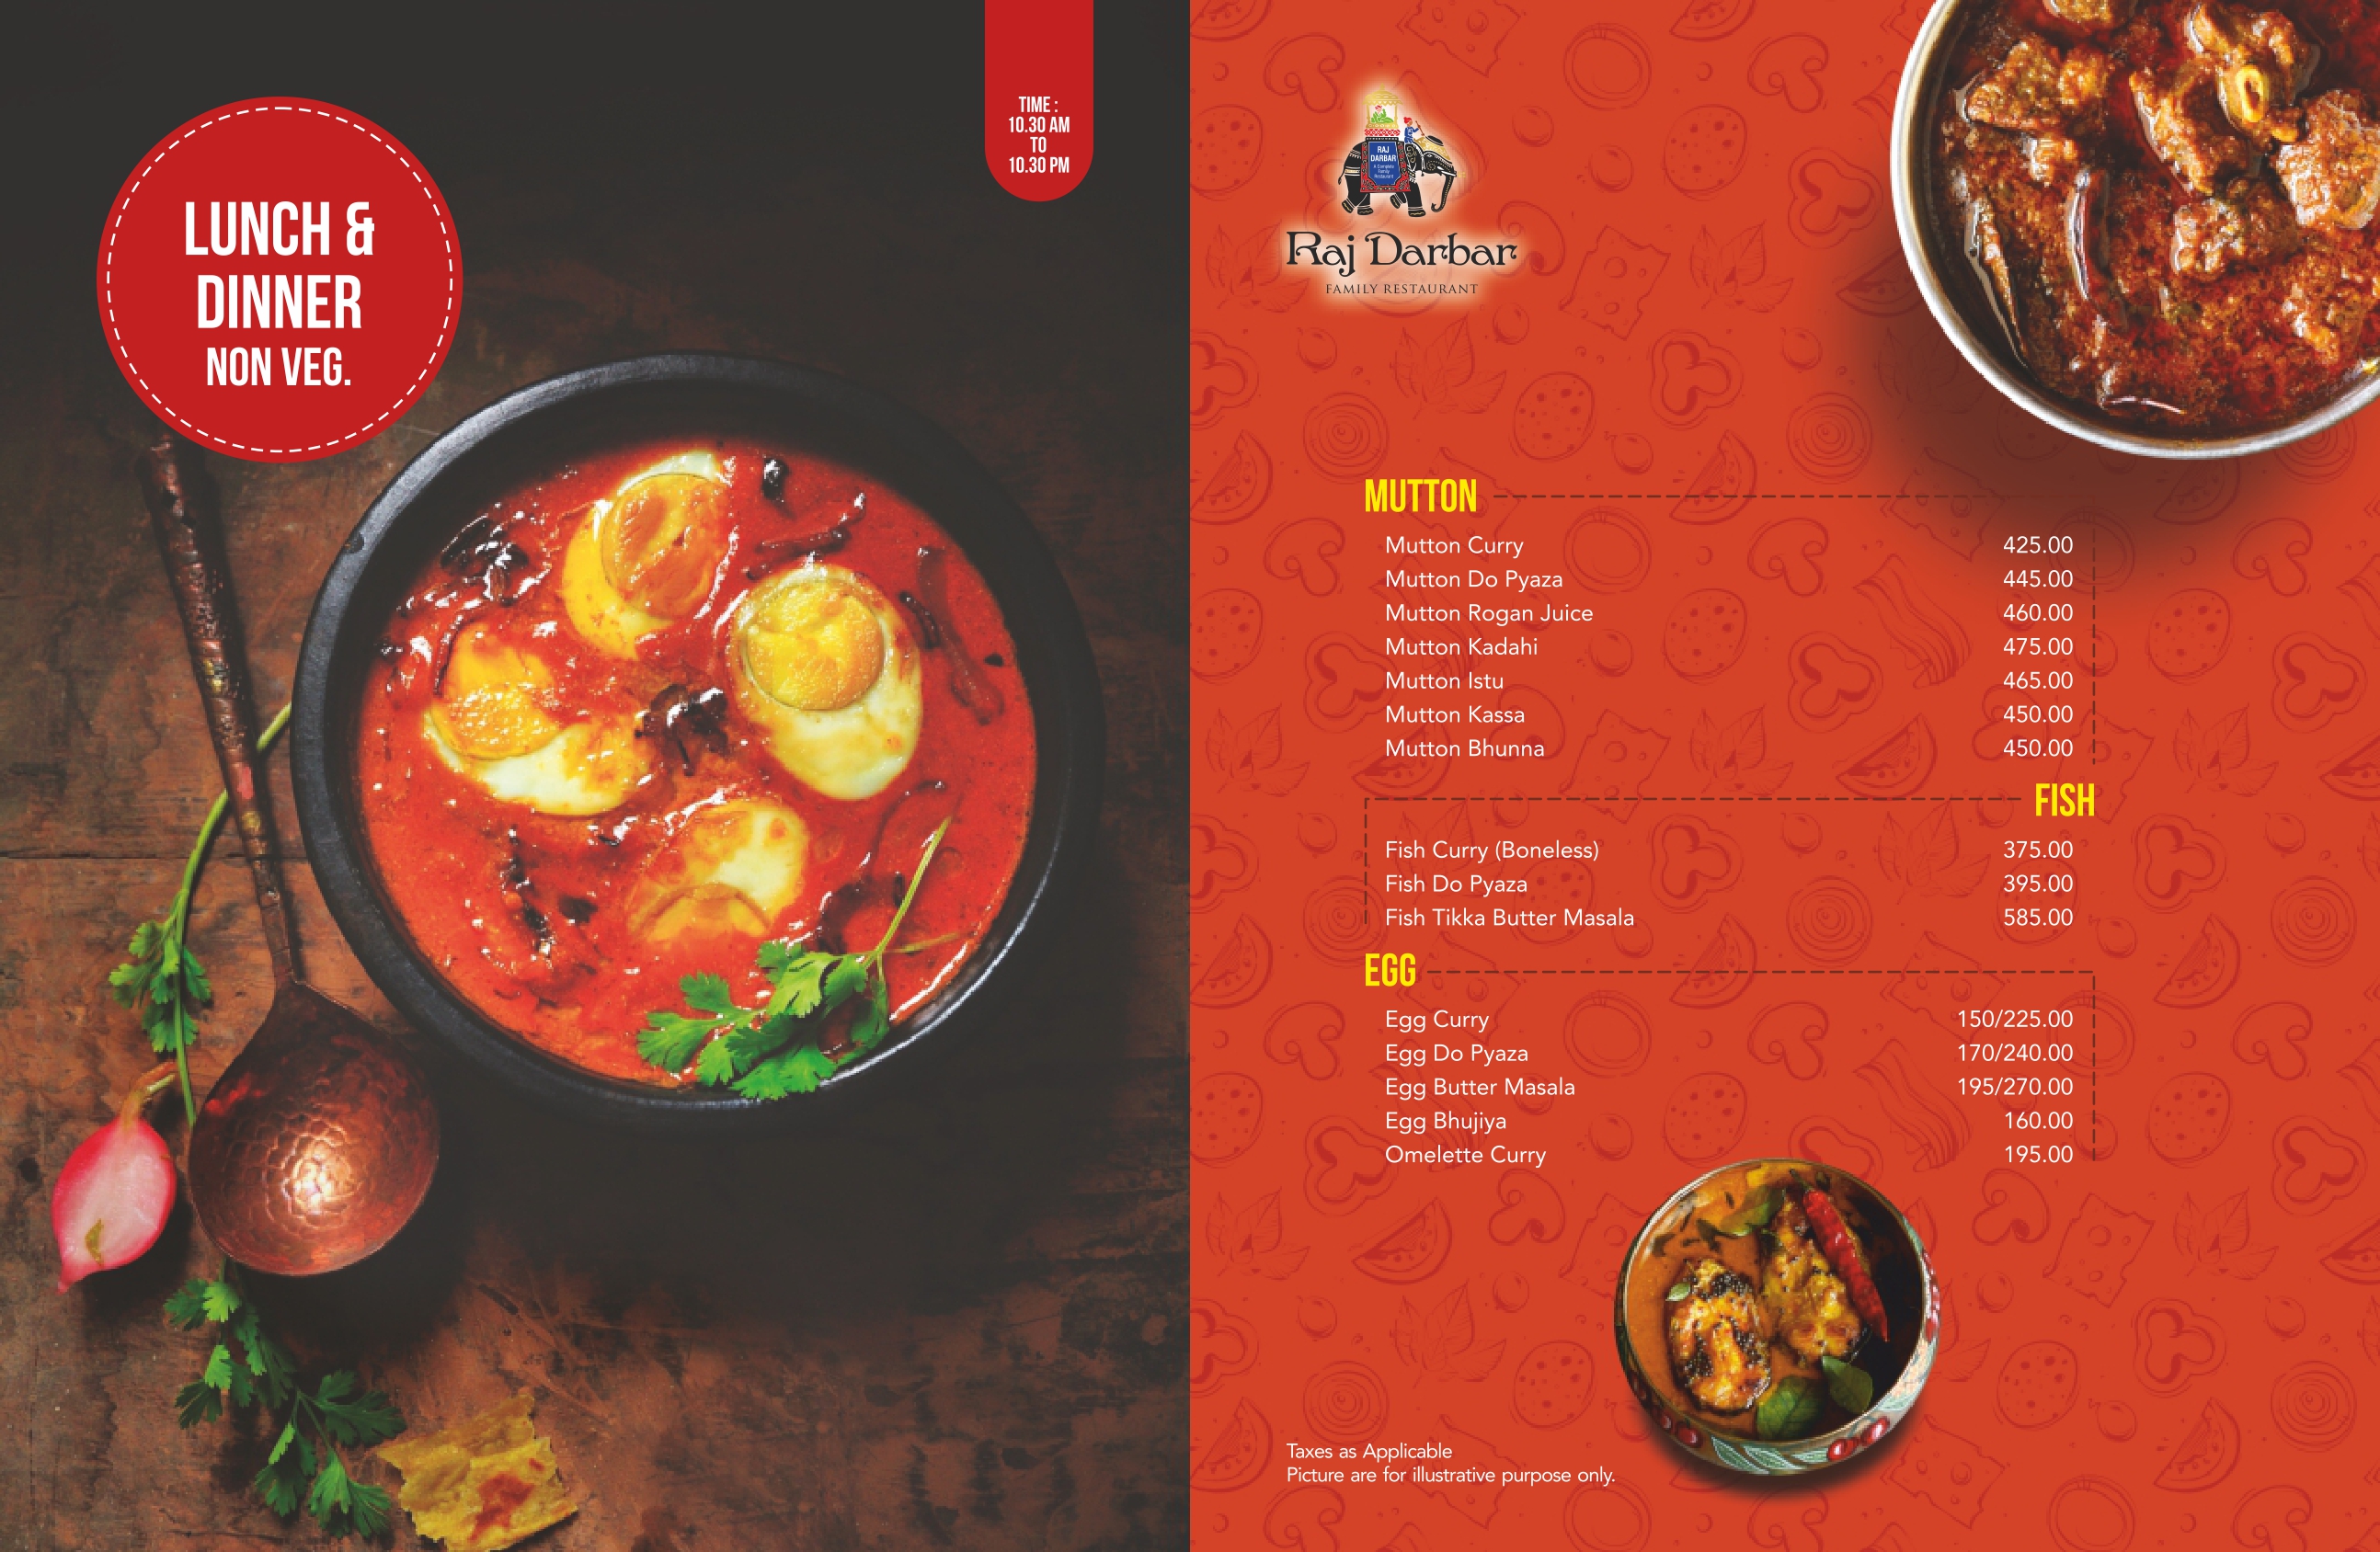 LUNCH &
DINNER
NON VEG.
TIME :
10.30 AM
TO
10.30 PM
RAJ
DARBAR
A Complete
Family
Restaurant
Raj Darbar
FAMILY RESTAURANT
MUTTON
Mutton Curry 425.00
Mutton Do Pyaza 445.00
Mutton Rogan Juice 460.00
Mutton Kadahi 475.00
Mutton Istu 465.00
Mutton Kassa 450.00
Mutton Bhunna 450.00
FISH
Fish Curry (Boneless) 375.00
Fish Do Pyaza 395.00
Fish Tikka Butter Masala 585.00
EGG
Egg Curry 150/225.00
Egg Do Pyaza 170/240.00
Egg Butter Masala 195/270.00
Egg Bhujiya 160.00
Omelette Curry 195.00
Taxes as Applicable
Picture are for illustrative purpose only.